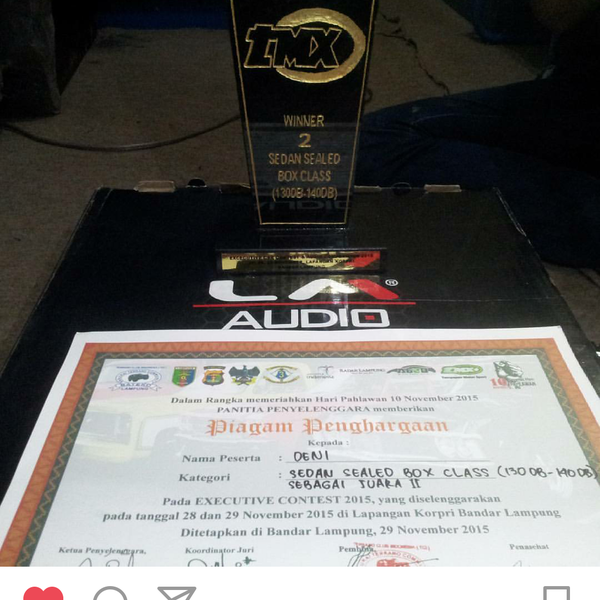 TMX
WINNER
2
SEDAN SEALED
BOX CLASS
(130DB-140DB)
LM®
AUDIO
Dalam Rangka memeriahkan Hari Pahlawan 10 November 2015
PANITIA PENYELENGGARA memberikan
Piagam Penghargaan
Kepada :
Nama Peserta : DENI
Kategori : SEDAN SEALED BOX CLASS (130 DB-140 DB)
SEBAGAI JUARA II
Pada EXECUTIVE CONTEST 2015, yang diselenggarakan
pada tanggal 28 dan 29 November 2015 di Lapangan Korpri Bandar Lampung
Ditetapkan di Bandar Lampung, 29 November 2015
Ketua Penyelenggara, Koordinator Juri Pembina Penasehat